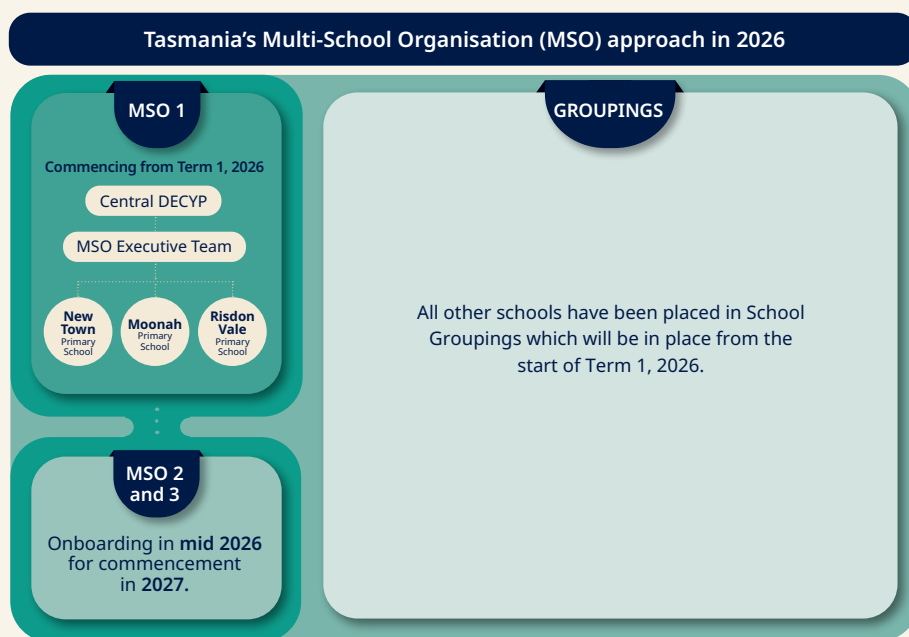 Tasmania’s Multi-School Organisation (MSO) approach in 2026
MSO 1
Commencing from Term 1, 2026
Central DECYP
MSO Executive Team
New
Town
Primary
School
Moonah
Primary
School
Risdon
Vale
Primary
School
MSO 2
and 3
Onboarding in mid 2026
for commencement
in 2027.
GROUPINGS
All other schools have been placed in School
Groupings which will be in place from the
start of Term 1, 2026.